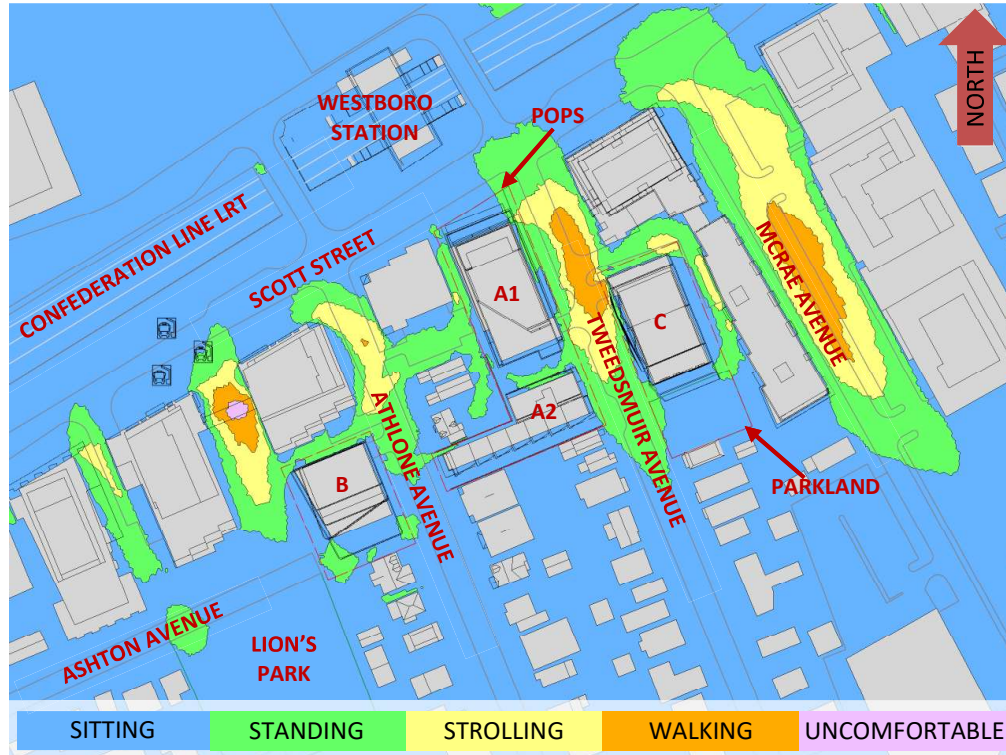 NORTH
WESTBORO
STATION
POPS
CONFEDERATION LINE LRT
SCOTT STREET
MCRAE AVENUE
A1
C
TWEEDSMUIR AVENUE
ATHLONE AVENUE
A2
B
PARKLAND
ASHTON AVENUE
LION'S
PARK
SITTING
STANDING
STROLLING
WALKING
UNCOMFORTABLE